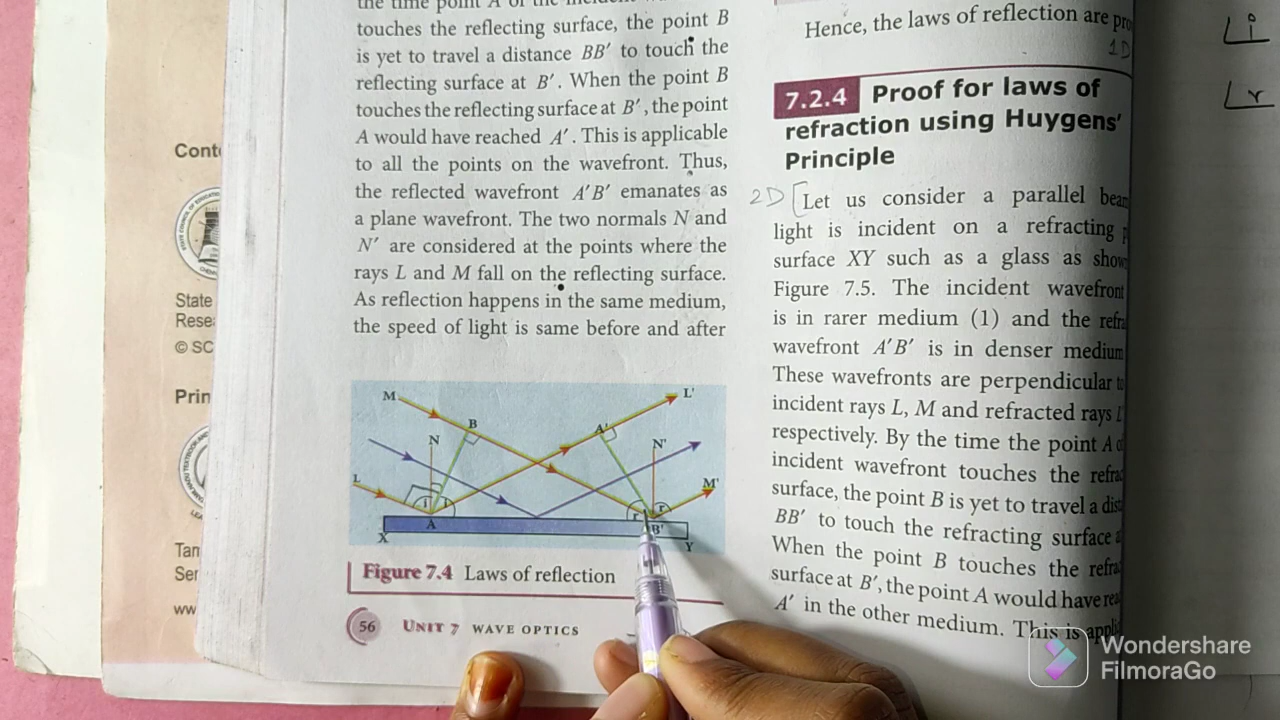 touches the reflecting surface, the point B
is yet to travel a distance BB′ to touch the
reflecting surface at B′. When the point B
touches the reflecting surface at B′, the point
A would have reached A′. This is applicable
to all the points on the wavefront. Thus,
the reflected wavefront A′B′ emanates as
a plane wavefront. The two normals N and
N′ are considered at the points where the
rays L and M fall on the reflecting surface.
As reflection happens in the same medium,
the speed of light is same before and after
M
B
A'
L'
N
N'
L
M'
i
i
r
r
A
B'
X
Y
Figure 7.4 Laws of reflection
56 UNIT 7 WAVE OPTICS
Hence, the laws of reflection are pro
1D
7.2.4 Proof for laws of
refraction using Huygens'
Principle
2D [Let us consider a parallel beam
light is incident on a refracting p
surface XY such as a glass as show
Figure 7.5. The incident wavefront
is in rarer medium (1) and the refra
wavefront A′B′ is in denser medium
These wavefronts are perpendicular to
incident rays L, M and refracted rays L
respectively. By the time the point A o
incident wavefront touches the refrac
surface, the point B is yet to travel a dist
BB′ to touch the refracting surface a
When the point B touches the refra
surface at B′, the point A would have rea
A′ in the other medium. This is appli
∠i
∠r
Cont
State
Rese
© SC
Prin
Tan
Ser
ww
Wondershare
FilmoraGo